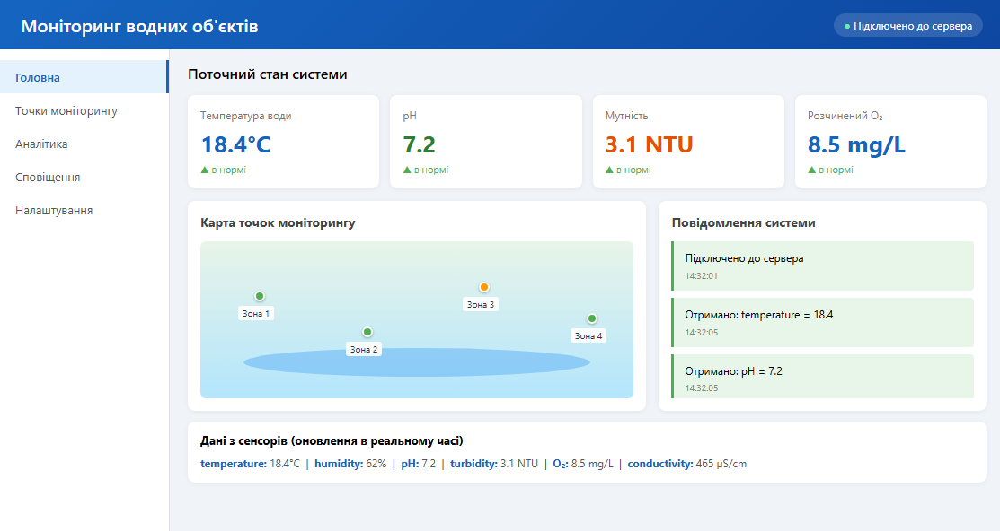 Моніторинг водних об'єктів
● Підключено до сервера
Головна
Точки моніторингу
Аналітика
Сповіщення
Налаштування
Поточний стан системи
Температура води
18.4°C
▲ в нормі
pH
7.2
▲ в нормі
Мутність
3.1 NTU
▲ в нормі
Розчинений O₂
8.5 mg/L
▲ в нормі
Карта точок моніторингу
Зона 1
Зона 2
Зона 3
Зона 4
Повідомлення системи
Підключено до сервера
14:32:01
Отримано: temperature = 18.4
14:32:05
Отримано: pH = 7.2
14:32:05
Дані з сенсорів (оновлення в реальному часі)
temperature: 18.4°C | humidity: 62% | pH: 7.2 | turbidity: 3.1 NTU | O₂: 8.5 mg/L | conductivity: 465 µS/cm